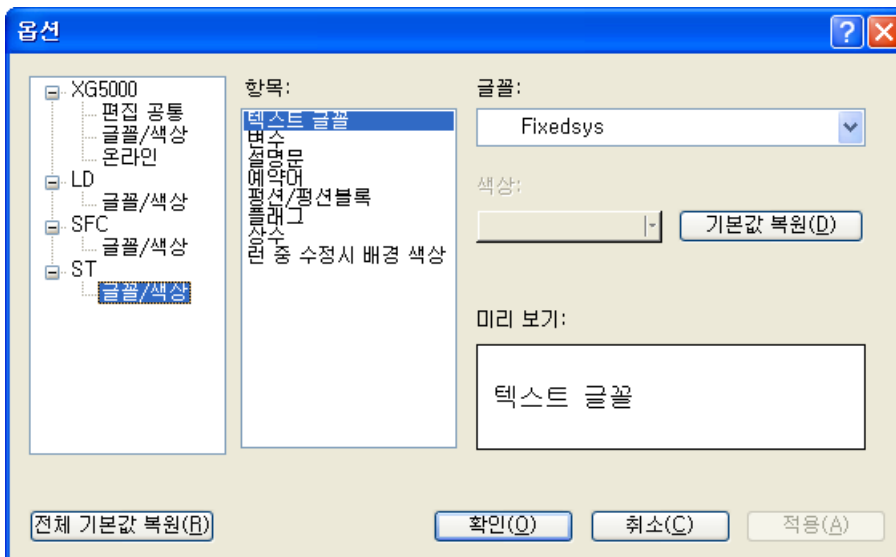 옵션
XG5000
편집 공통
글꼴/색상
온라인
LD
글꼴/색상
SFC
글꼴/색상
ST
글꼴/색상
항목:
텍스트 글꼴
변수
설명문
예약어
펑션/펑션블록
플래그
상수
런 중 수정시 배경 색상
글꼴:
Fixedsys
색상:
기본값 복원(D)
미리 보기:
텍스트 글꼴
전체 기본값 복원(R)
확인(O)
취소(C)
적용(A)